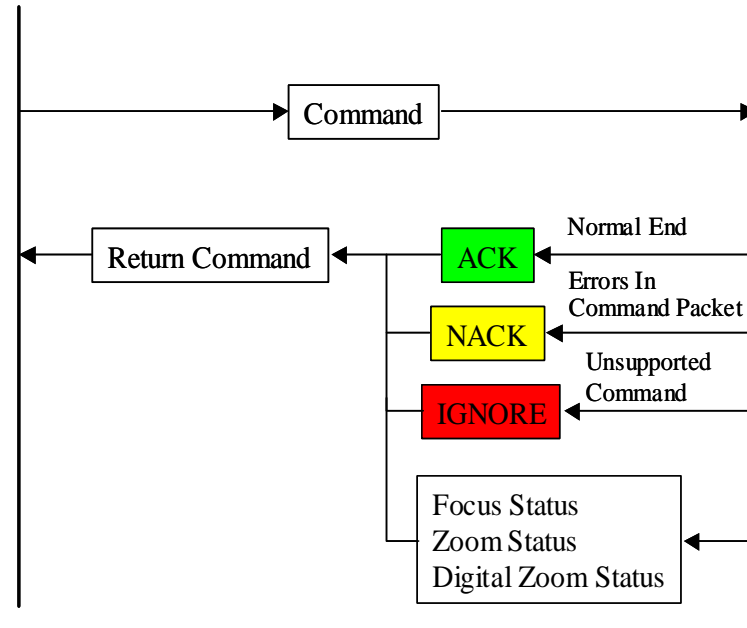 Command
Normal End
Return Command
ACK
Errors In
Command Packet
NACK
Unsupported
Command
IGNORE
Focus Status
Zoom Status
Digital Zoom Status